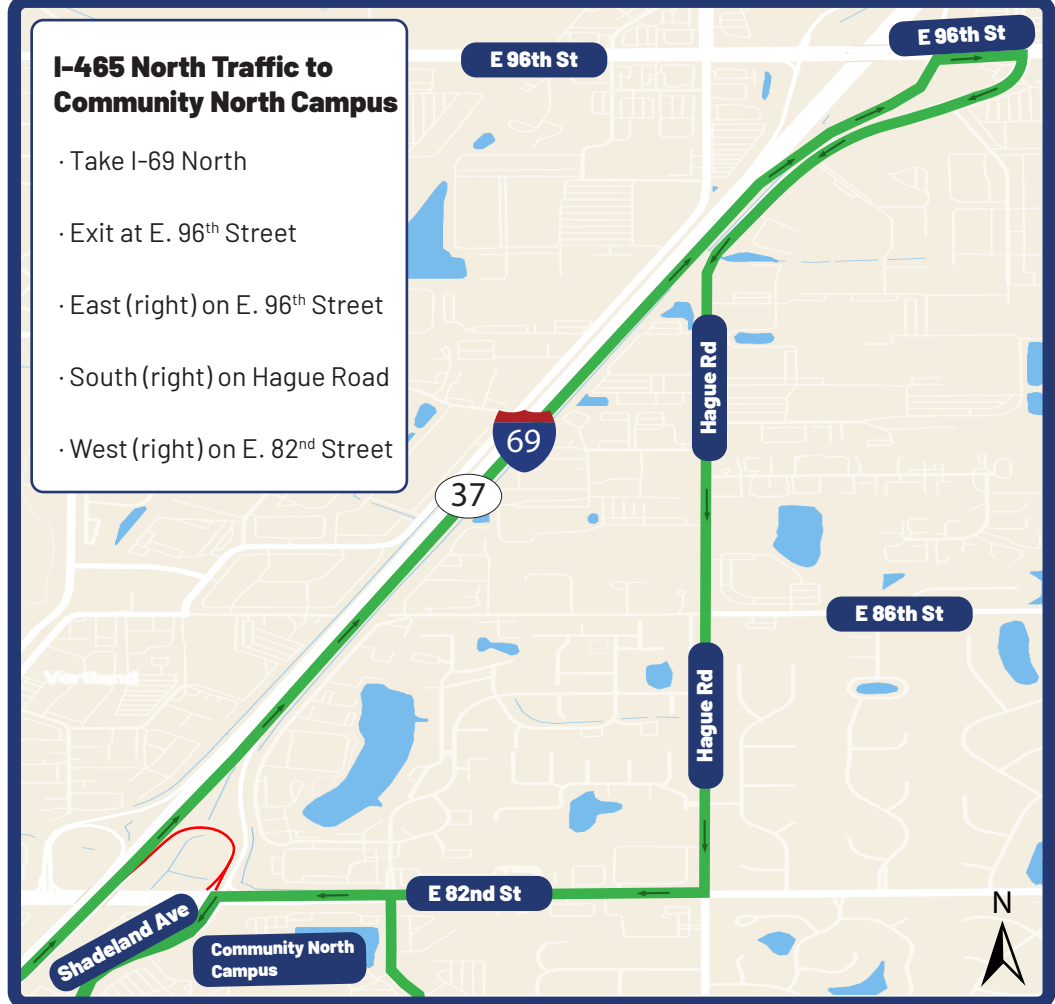 I-465 North Traffic to
Community North Campus
· Take I-69 North
· Exit at E. 96th Street
· East (right) on E. 96th Street
· South (right) on Hague Road
· West (right) on E. 82nd Street
E 96th St
E 96th St
Hague Rd
69
37
E 86th St
Hague Rd
Vertland
E 82nd St
Shadeland Ave
Community North
Campus
N